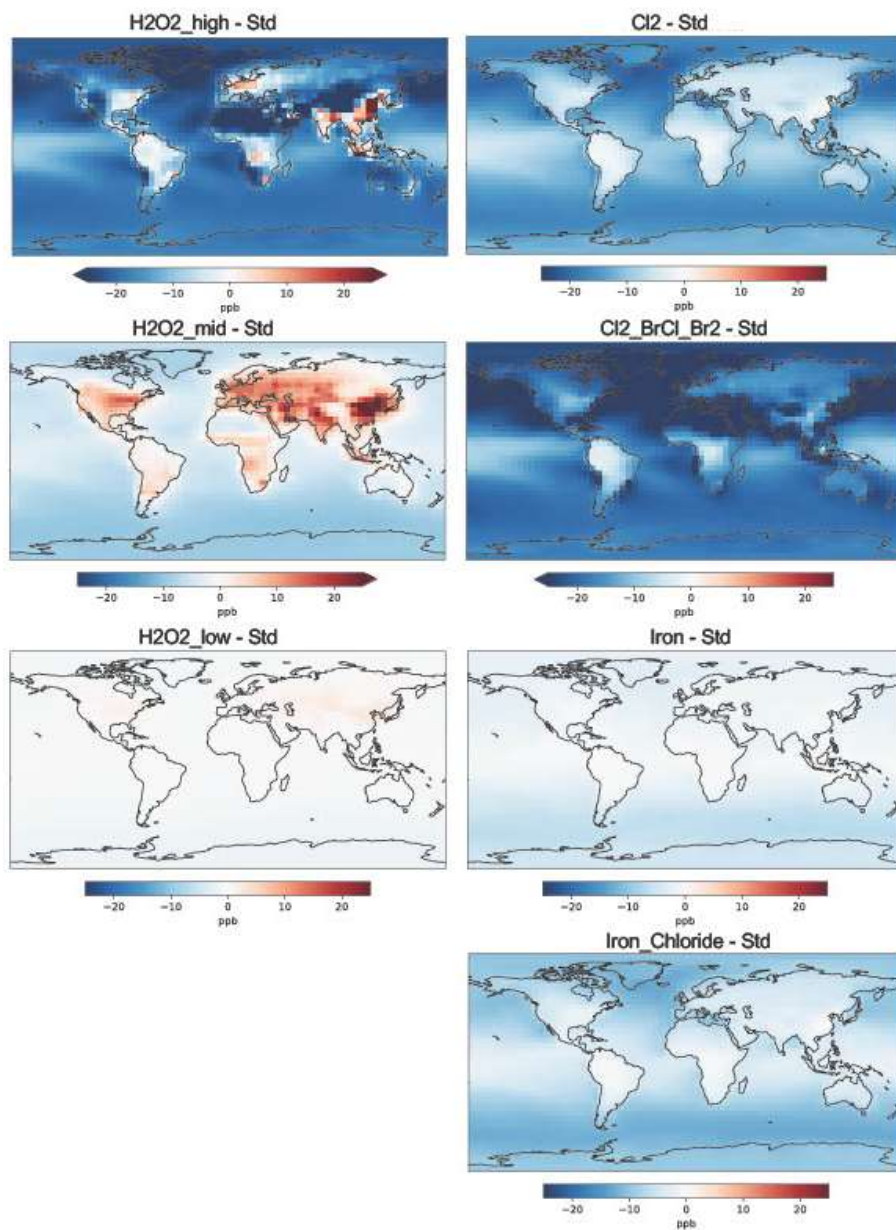 H2O2_high - Std
−20 −10 0 10 20
ppb
Cl2 - Std
−20 −10 0 10 20
ppb
H2O2_mid - Std
−20 −10 0 10 20
ppb
Cl2_BrCl_Br2 - Std
−20 −10 0 10 20
ppb
H2O2_low - Std
−20 −10 0 10 20
ppb
Iron - Std
−20 −10 0 10 20
ppb
Iron_Chloride - Std
−20 −10 0 10 20
ppb